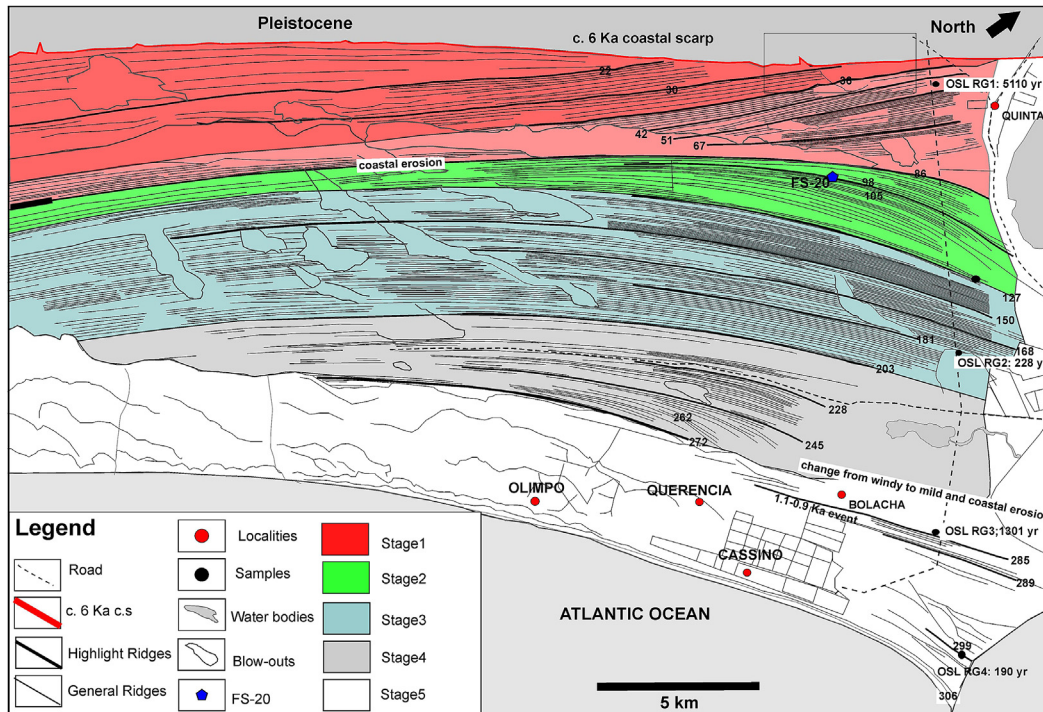 Pleistocene
North
c. 6 Ka coastal scarp
22
30
36
OSL RG1: 5110 yr
QUINTA
42
51
67
86
coastal erosion
FS-20
98
105
127
150
168
181
OSL RG2: 228 y
203
228
245
262
272
change from windy to mild and coastal erosio
1.1-0.9 Ka event
OLIMPO
QUERENCIA
BOLACHA
OSL RG3;1301 yr
CASSINO
285
289
ATLANTIC OCEAN
299
OSL RG4: 190 yr
306
5 km
Legend
Road
c. 6 Ka c.s
Highlight Ridges
General Ridges
Localities
Samples
Water bodies
Blow-outs
FS-20
Stage1
Stage2
Stage3
Stage4
Stage5